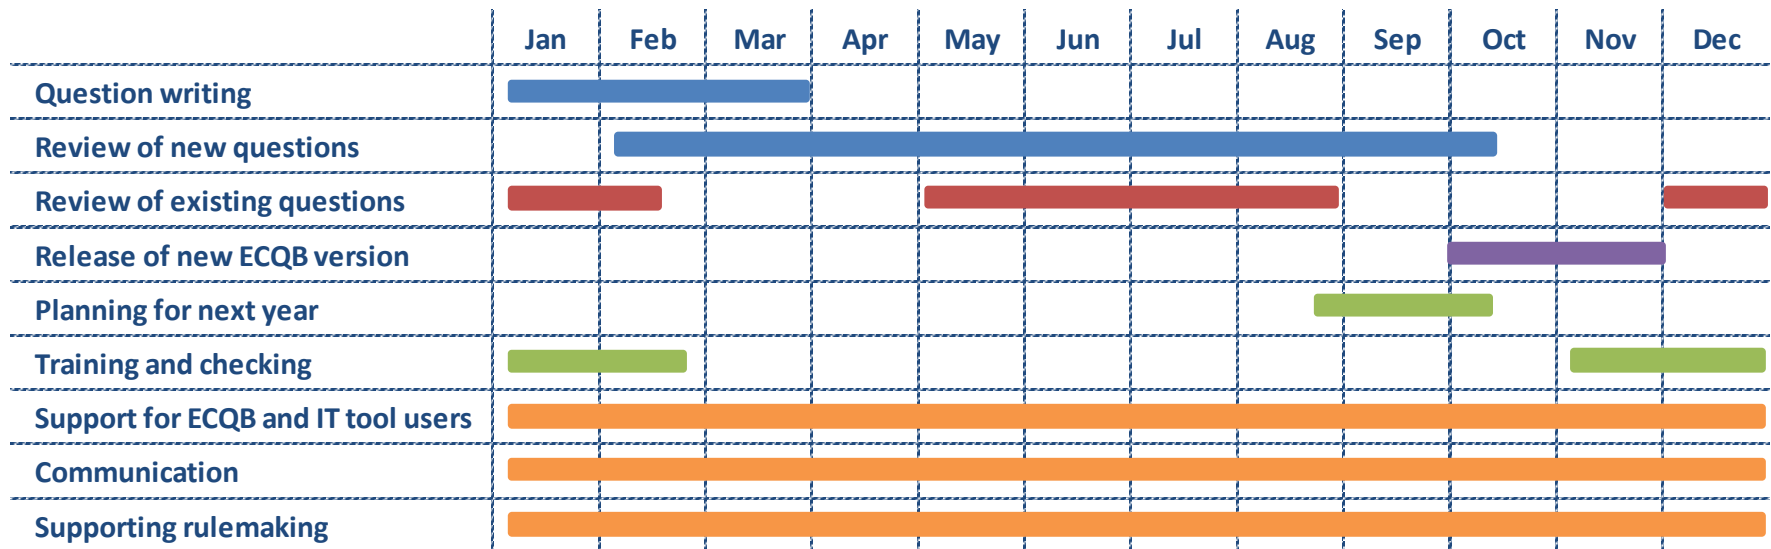 Jan Feb Mar Apr May Jun Jul Aug Sep Oct Nov Dec
Question writing
Review of new questions
Review of existing questions
Release of new ECQB version
Planning for next year
Training and checking
Support for ECQB and IT tool users
Communication
Supporting rulemaking